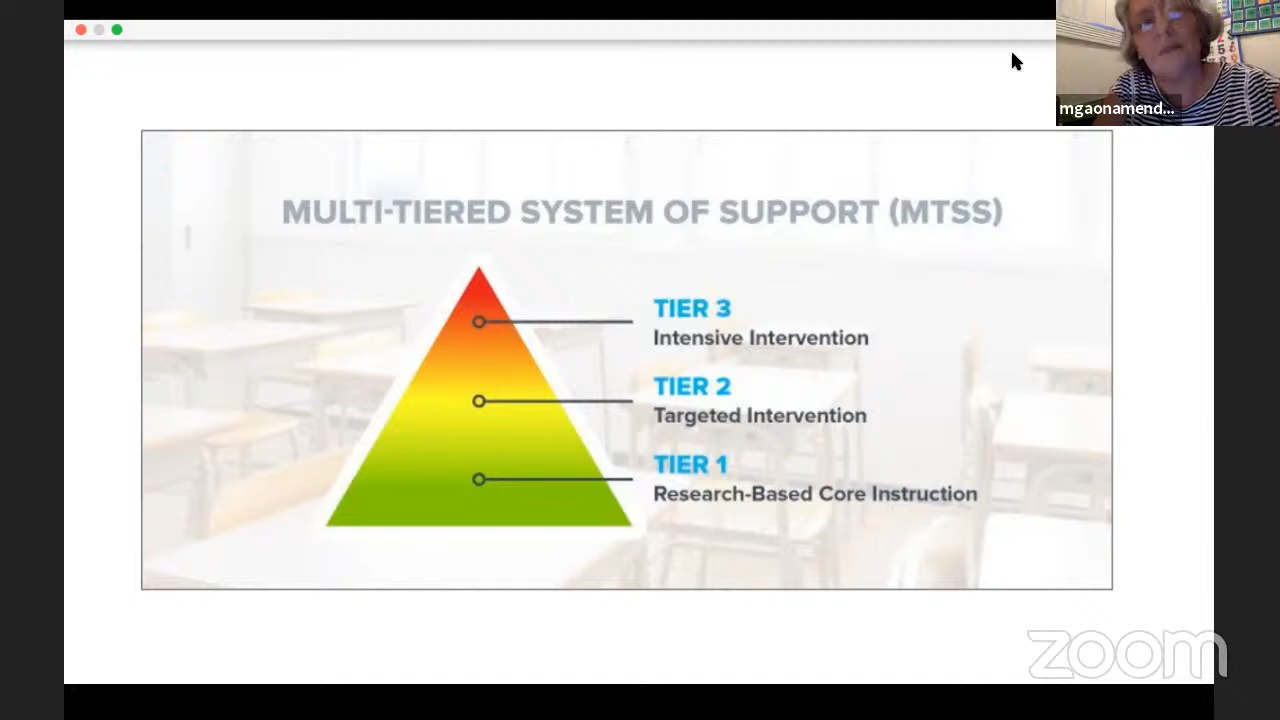 mgaonamend...
MULTI-TIERED SYSTEM OF SUPPORT (MTSS)
TIER 3
Intensive Intervention
TIER 2
Targeted Intervention
TIER 1
Research-Based Core Instruction
zoom